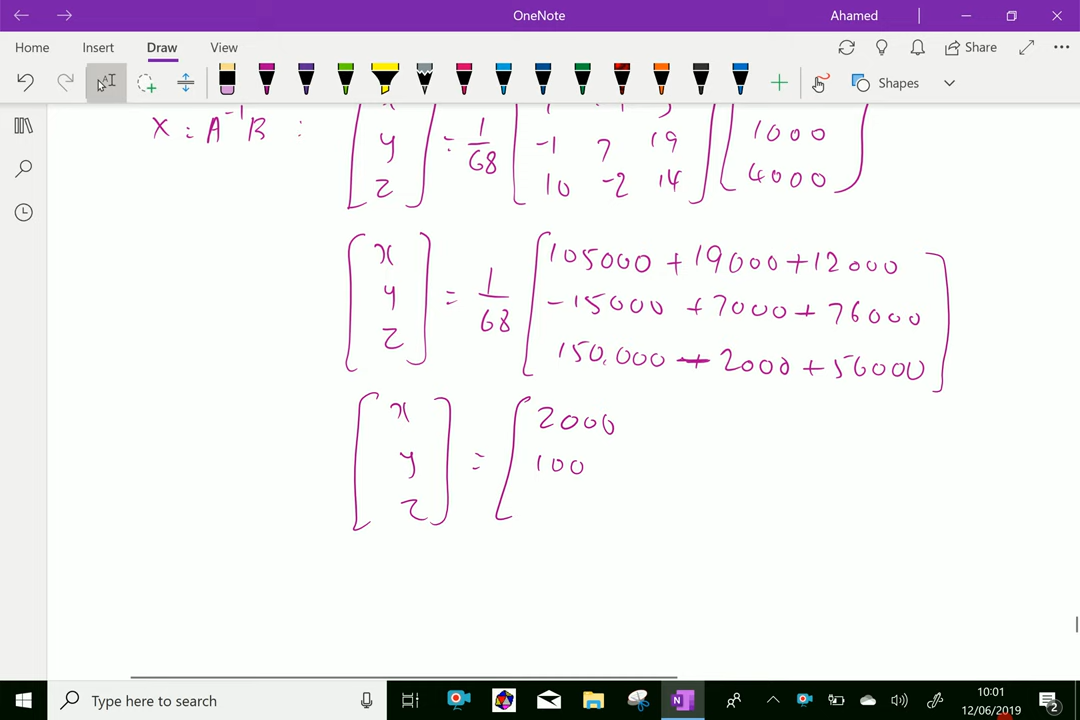 OneNote
Ahamed
Home Insert Draw View
Share
Shapes
X = A⁻¹B :
y = 1/68 -1 7 19 1000
z 10 -2 14 4000
x 105000 + 19000 + 12000
y = 1/68 -15000 + 7000 + 76000
z 150,000 - 2000 + 56000
x 2000
y = 100
z
Type here to search
10:01
12/06/2019
2